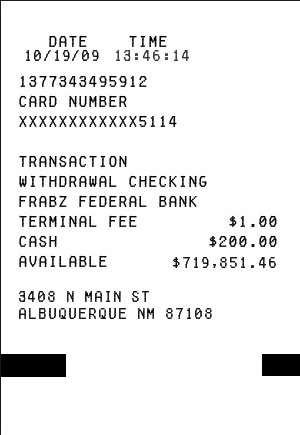 DATE TIME
10/19/09 13:46:14
1377343495912
CARD NUMBER
XXXXXXXXXXXX5114
TRANSACTION
WITHDRAWAL CHECKING
FRABZ FEDERAL BANK
TERMINAL FEE $1.00
CASH $200.00
AVAILABLE $719,851.46
3408 N MAIN ST
ALBUQUERQUE NM 87108